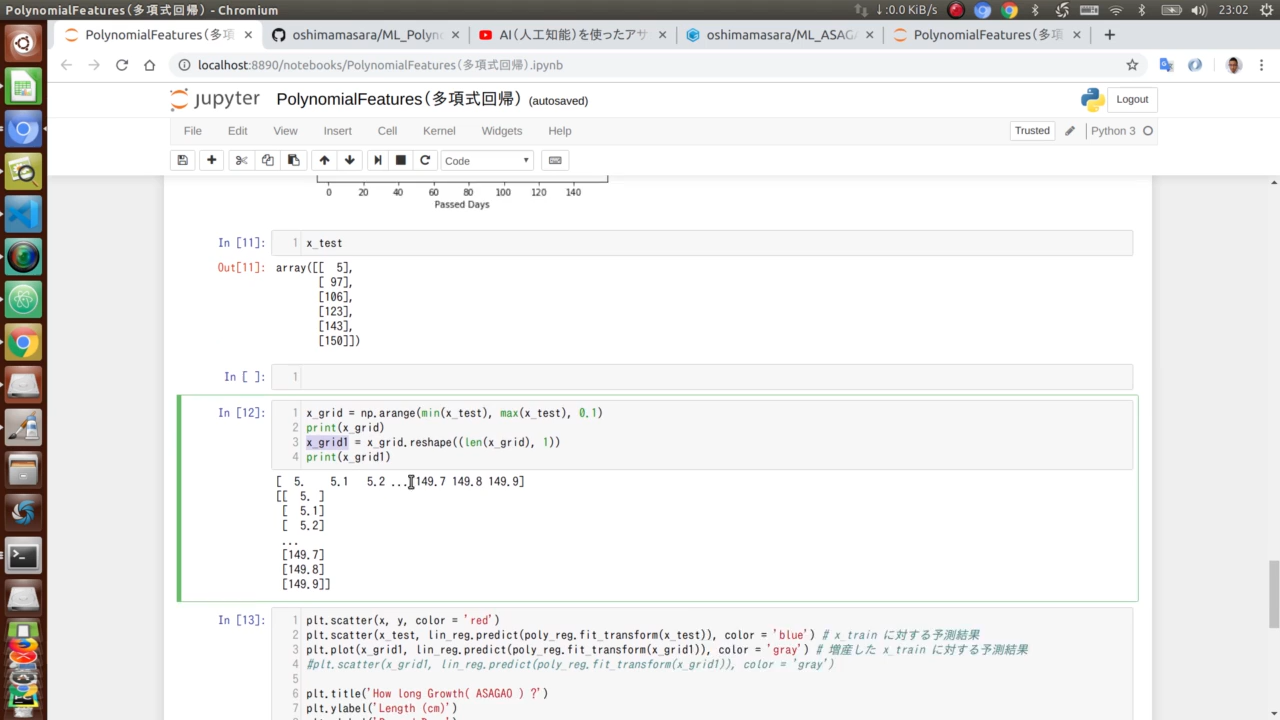 PolynomialFeatures(多項式回帰) - Chromium
1:0.0 KiB/s
23:02
PolynomialFeatures(多項
oshimamasara/ML_Polyn
AI(人工知能)を使ったアサ
oshimamasara/ML_ASAGA
PolynomialFeatures(多項
localhost:8890/notebooks/PolynomialFeatures(多項式回帰).ipynb
jupyter PolynomialFeatures(多項式回帰) (autosaved)
Logout
File Edit View Insert Cell Kernel Widgets Help
Trusted
Python 3
Code
0 20 40 60 80 100 120 140
Passed Days
In [11]: 1 x_test
Out[11]: array([[  5],
[ 97],
[106],
[123],
[143],
[150]])
In [ ]: 1
In [12]: 1 x_grid = np.arange(min(x_test), max(x_test), 0.1)
2 print(x_grid)
3 x_grid1 = x_grid.reshape((len(x_grid), 1))
4 print(x_grid1)
[  5.    5.1   5.2 ... 149.7 149.8 149.9]
[[  5. ]
[  5.1]
[  5.2]
...
[149.7]
[149.8]
[149.9]]
In [13]: 1 plt.scatter(x, y, color = 'red')
2 plt.scatter(x_test, lin_reg.predict(poly_reg.fit_transform(x_test)), color = 'blue') # x_train に対する予測結果
3 plt.plot(x_grid1, lin_reg.predict(poly_reg.fit_transform(x_grid1)), color = 'gray') # 増産した x_train に対する予測結果
4 #plt.scatter(x_grid1, lin_reg.predict(poly_reg.fit_transform(x_grid1)), color = 'gray')
5
6 plt.title('How long Growth( ASAGAO ) ?')
7 plt.ylabel('Length (cm)')